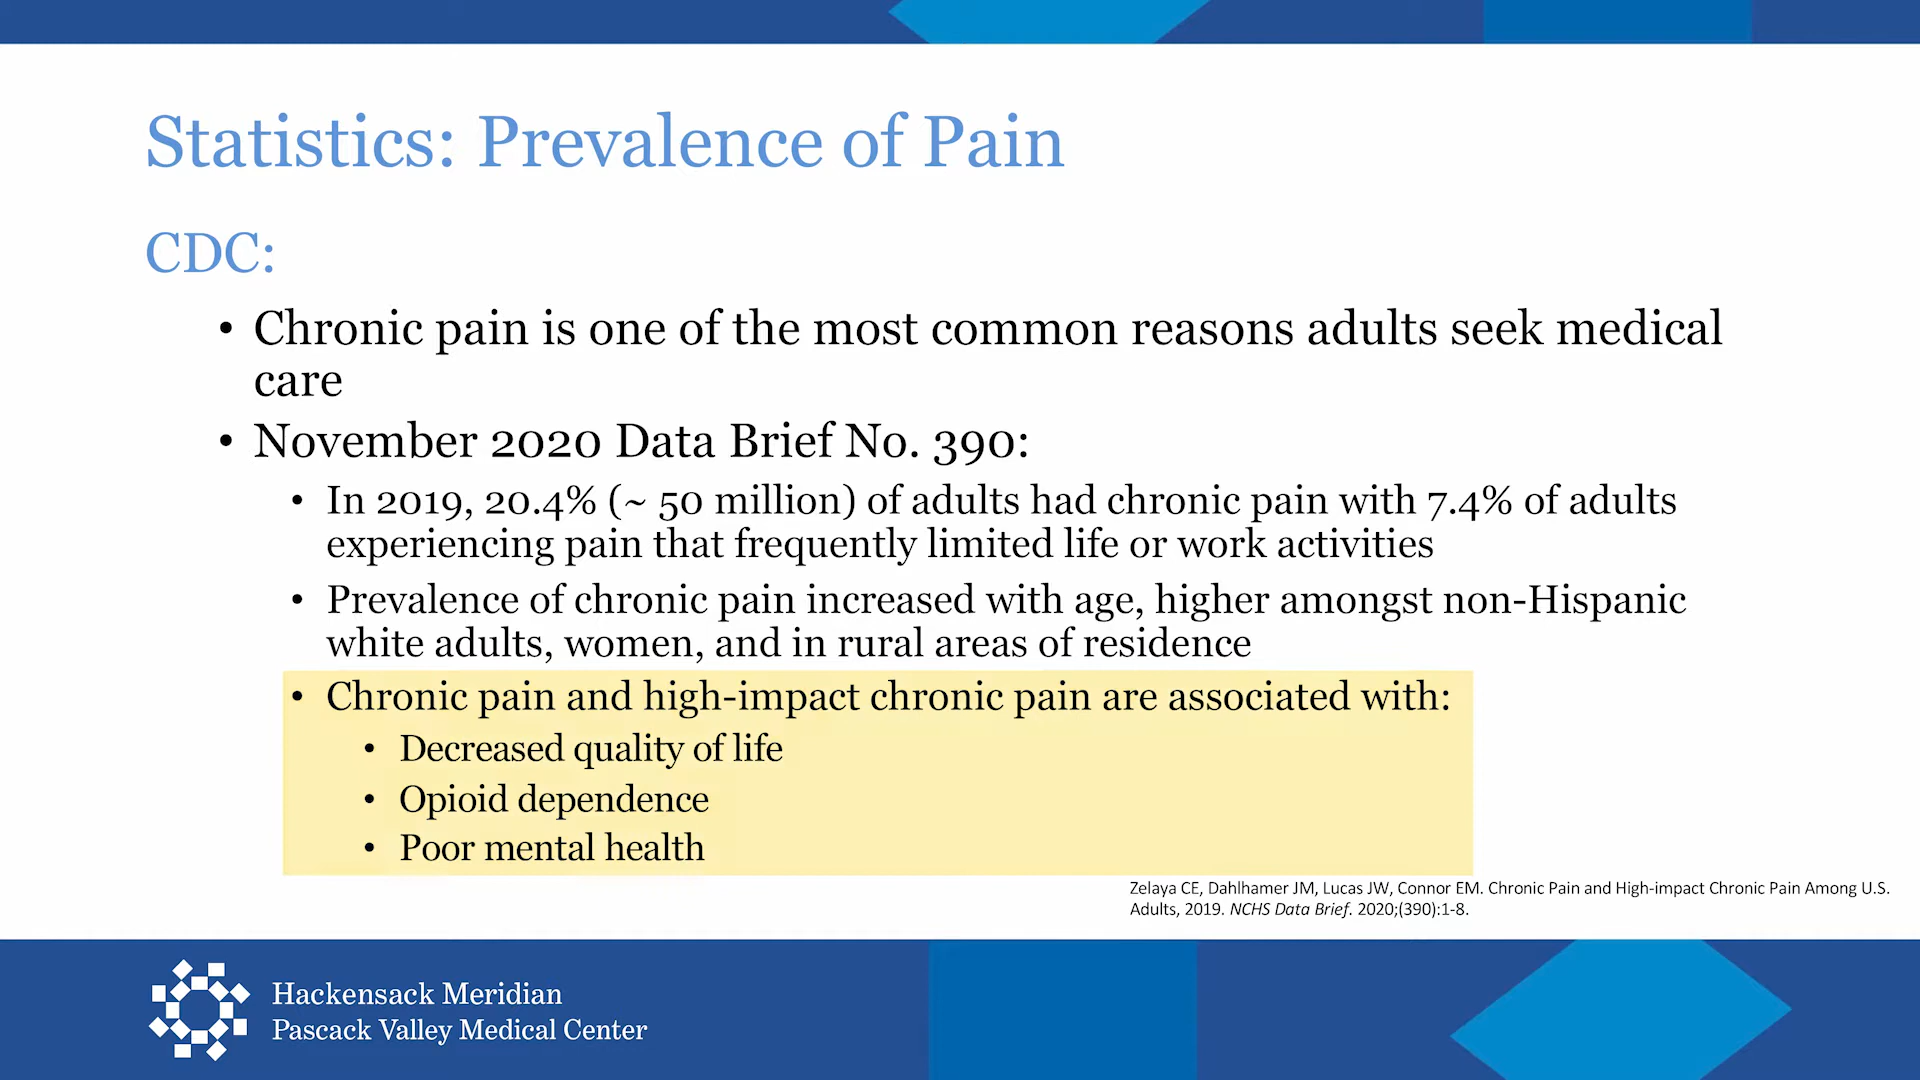 Statistics: Prevalence of Pain
CDC:
• Chronic pain is one of the most common reasons adults seek medical
care
• November 2020 Data Brief No. 390:
• In 2019, 20.4% (~ 50 million) of adults had chronic pain with 7.4% of adults
experiencing pain that frequently limited life or work activities
• Prevalence of chronic pain increased with age, higher amongst non-Hispanic
white adults, women, and in rural areas of residence
• Chronic pain and high-impact chronic pain are associated with:
• Decreased quality of life
• Opioid dependence
• Poor mental health
Zelaya CE, Dahlhamer JM, Lucas JW, Connor EM. Chronic Pain and High-impact Chronic Pain Among U.S.
Adults, 2019. NCHS Data Brief. 2020;(390):1-8.
Hackensack Meridian
Pascack Valley Medical Center